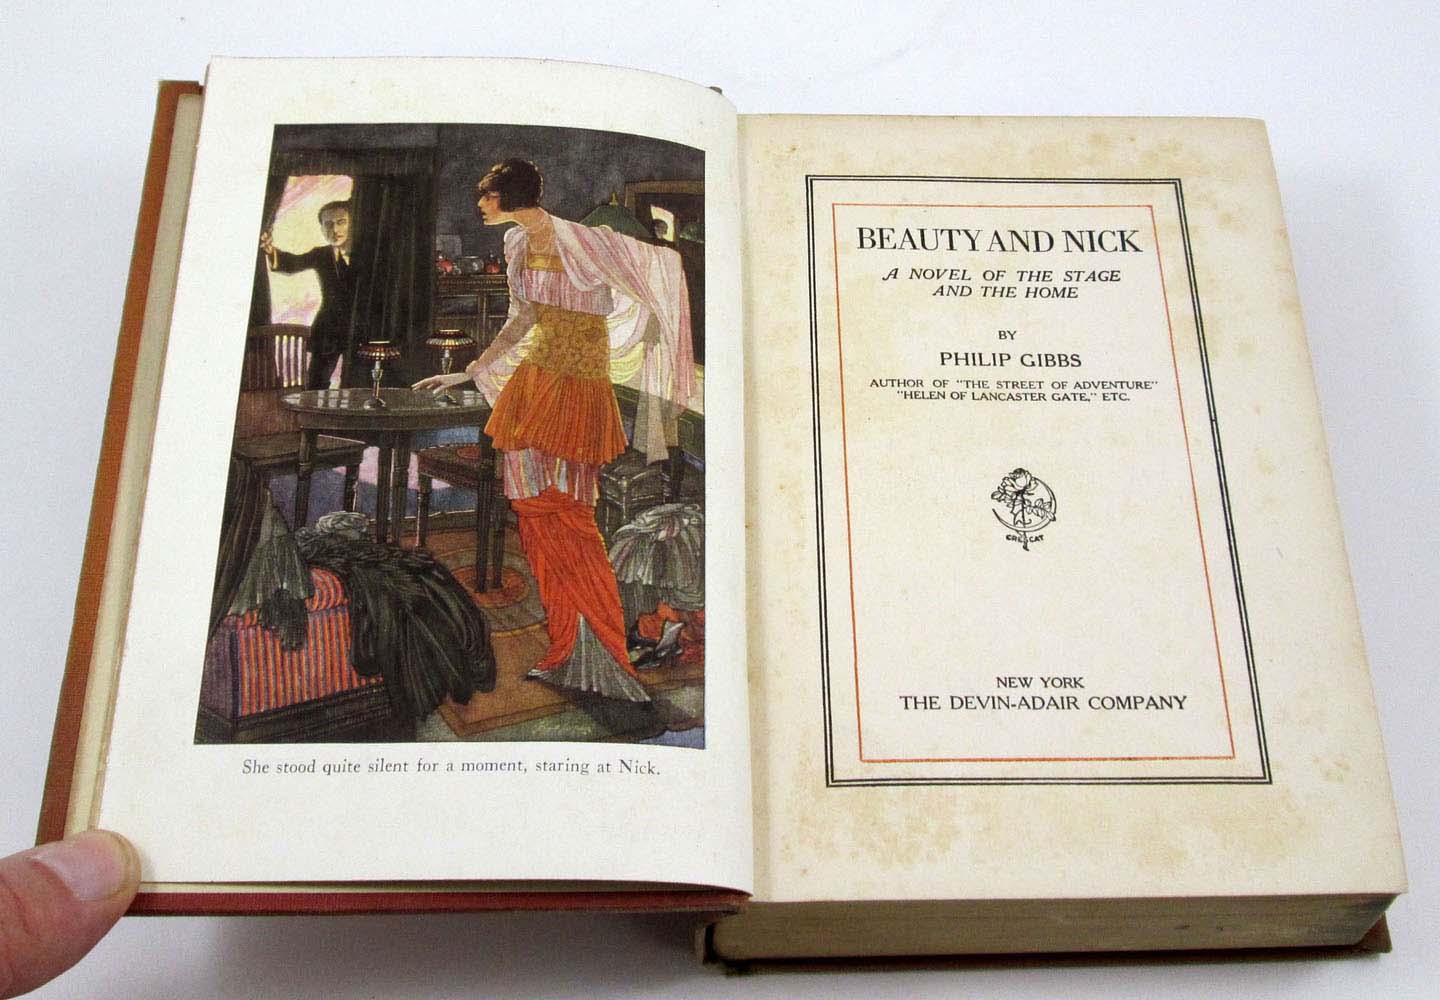 She stood quite silent for a moment, staring at Nick.
BEAUTY AND NICK
A NOVEL OF THE STAGE
AND THE HOME
BY
PHILIP GIBBS
AUTHOR OF "THE STREET OF ADVENTURE"
"HELEN OF LANCASTER GATE," ETC.
CRESCAT
NEW YORK
THE DEVIN-ADAIR COMPANY